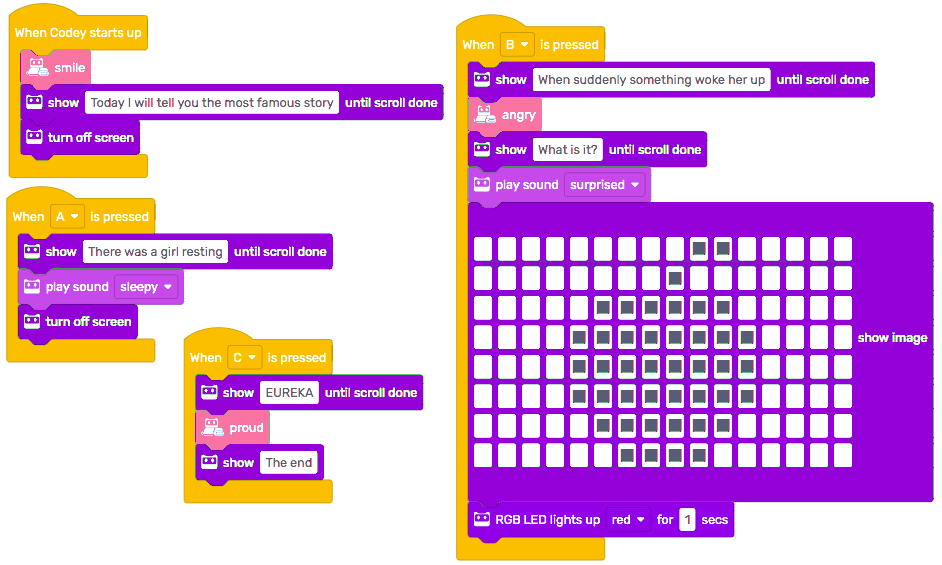 When Codey starts up
smile
show Today I will tell you the most famous story until scroll done
turn off screen
When A is pressed
show There was a girl resting until scroll done
play sound sleepy
turn off screen
When C is pressed
show EUREKA until scroll done
proud
show The end
When B is pressed
show When suddenly something woke her up until scroll done
angry
show What is it? until scroll done
play sound surprised
show image
RGB LED lights up red for 1 secs